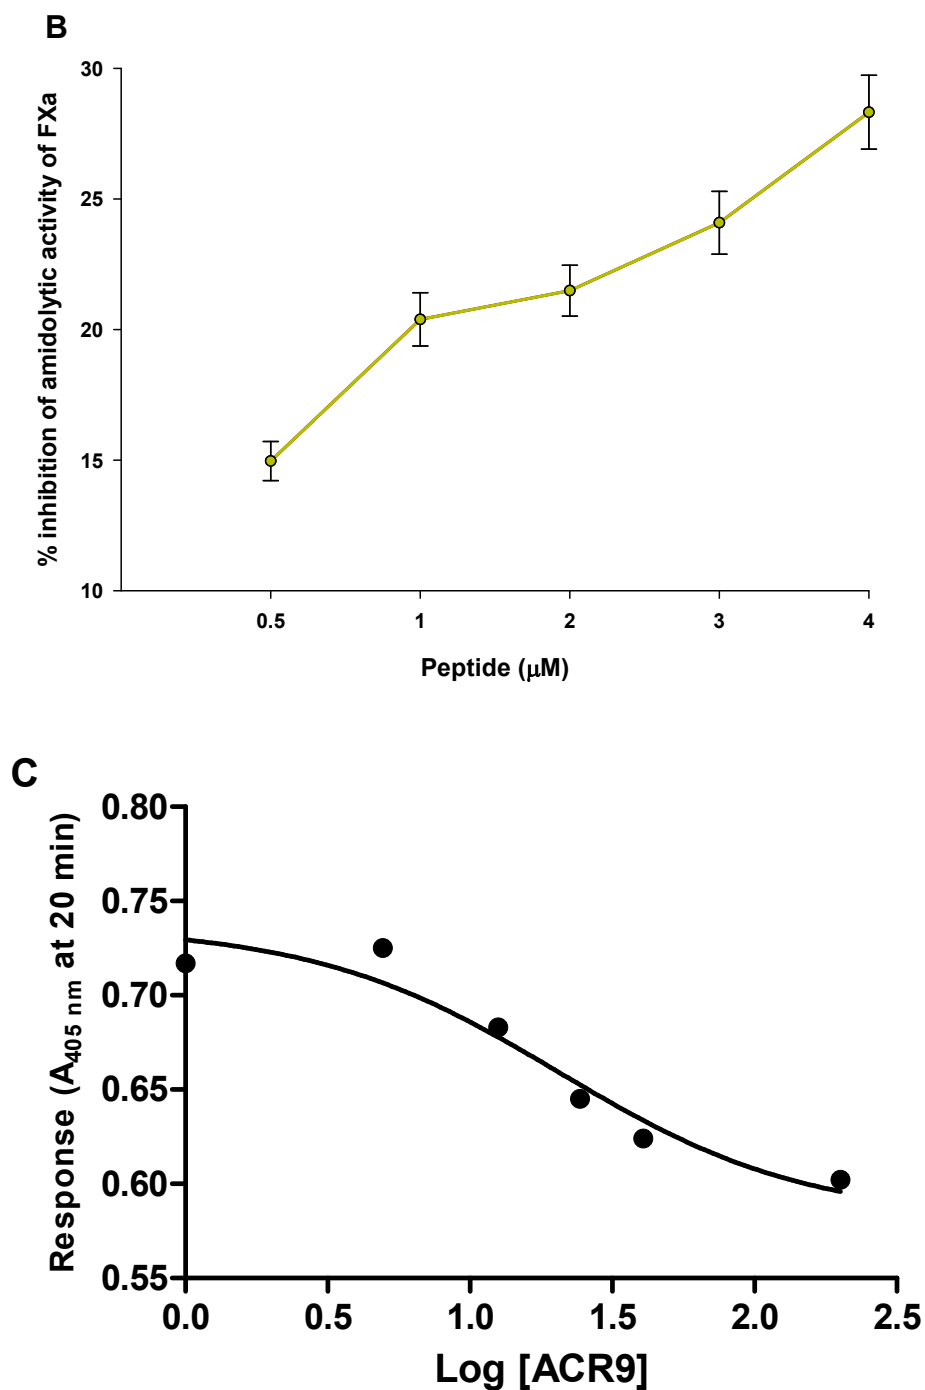 B
% inhibition of amidolytic activity of FXa
30
25
20
15
10
0.5 1 2 3 4
Peptide (μM)
C
Response (A405 nm at 20 min)
0.80
0.75
0.70
0.65
0.60
0.55
0.0 0.5 1.0 1.5 2.0 2.5
Log [ACR9]